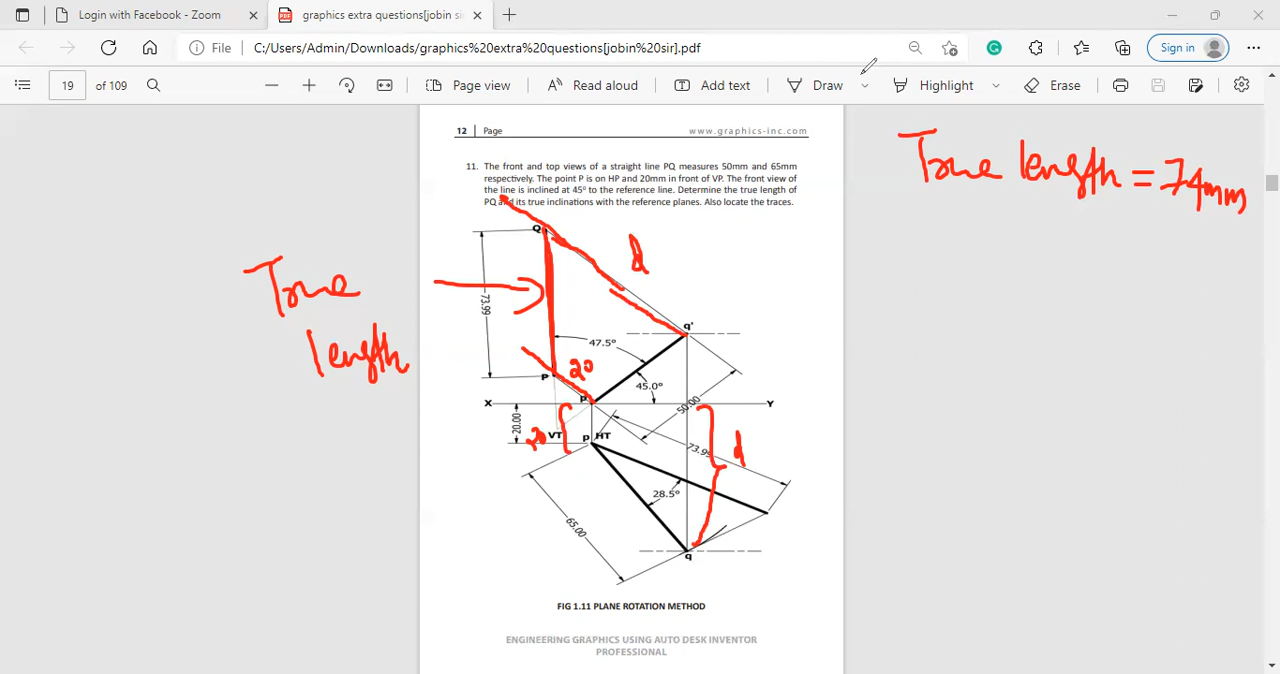 Login with Facebook - Zoom
graphics extra questions[jobin si
File C:/Users/Admin/Downloads/graphics%20extra%20questions[jobin%20sir].pdf
Sign in
19 of 109
Page view
Read aloud
Add text
Draw
Highlight
Erase
12 | Page
www.graphics-inc.com
11. The front and top views of a straight line PQ measures 50mm and 65mm
respectively. The point P is on HP and 20mm in front of VP. The front view of
the line is inclined at 45⁰ to the reference line. Determine the true length of
PQ and its true inclinations with the reference planes. Also locate the traces.
True length = 74mm
Q
d
True
length
73.99
q'
47.5°
20
P
45.0°
X
p'
Y
50.00
20.00
20
VT
p
HT
73.99
d
28.5°
65.00
q
FIG 1.11 PLANE ROTATION METHOD
ENGINEERING GRAPHICS USING AUTO DESK INVENTOR
PROFESSIONAL